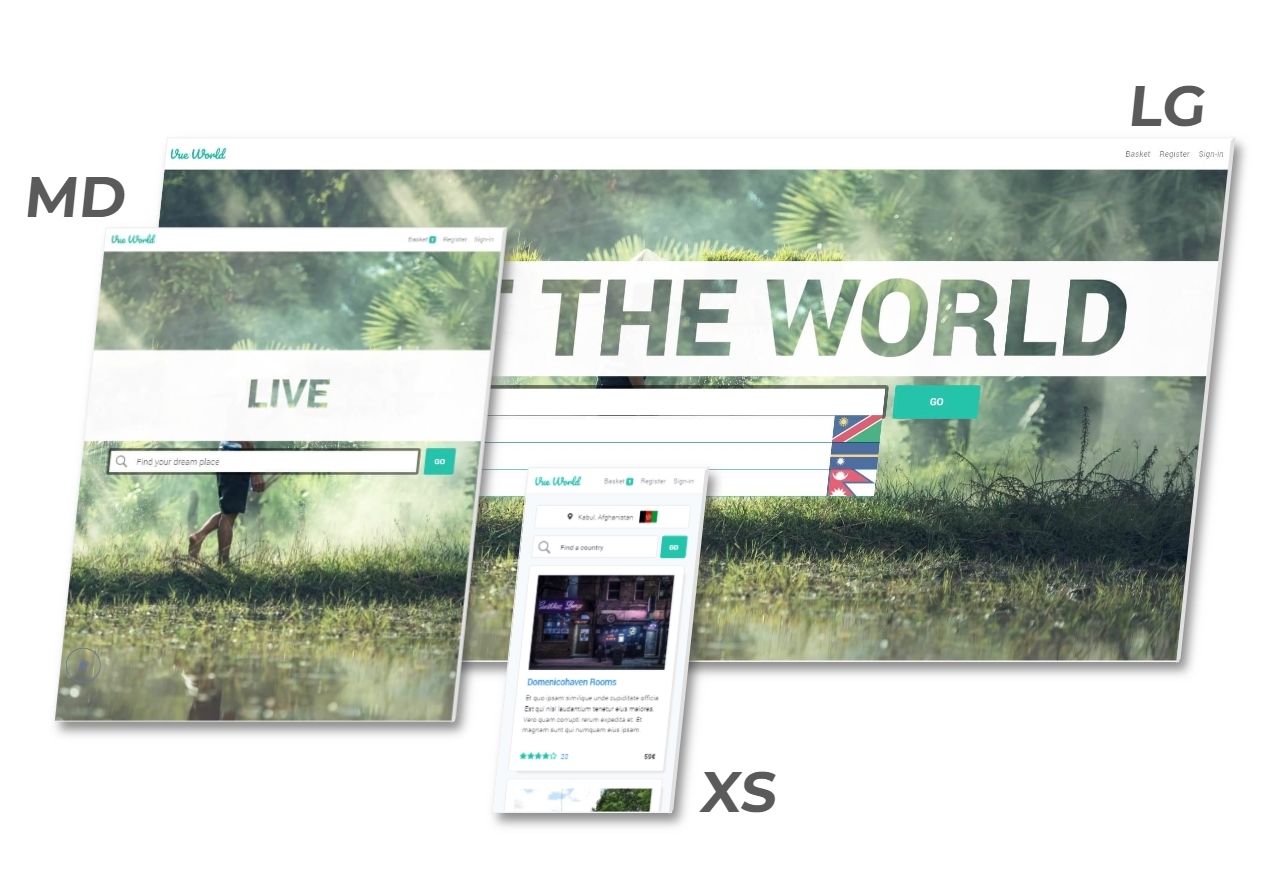 LG
Vue World
Basket Register Sign-in
MD
Vue World
Basket Register Sign-in
THE WORLD
LIVE
GO
Find your dream place
GO
Vue World
Basket 1 Register Sign-in
Kabul, Afghanistan
Find a country
GO
Domenicohaven Rooms
Et quo ipsam similique unde cupiditate officia
Est qui nisi laudantium tenetur eius maiores.
Vero quam corrupti rerum expedita et. Et
magnam sunt qui numquam eius ipsam
20
59€
XS